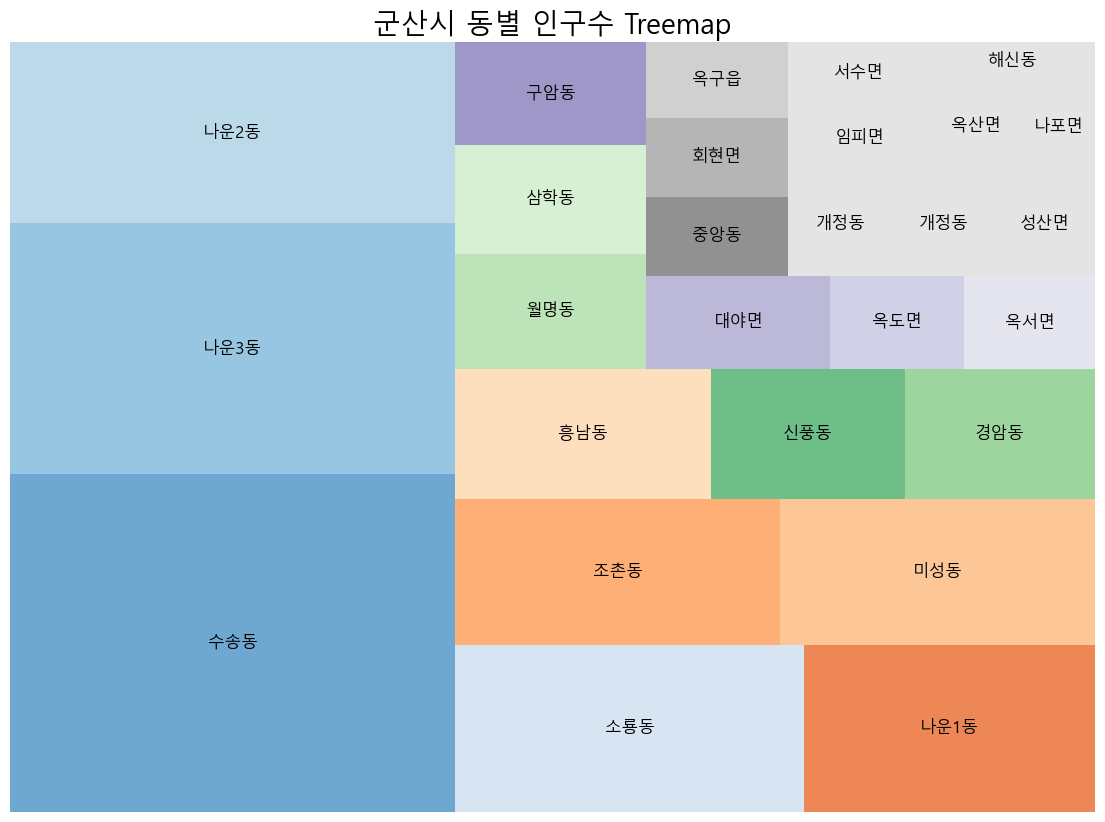 군산시 동별 인구수 Treemap
나운2동
나운3동
수송동
구암동
삼학동
월명동
옥구읍
회현면
중앙동
서수면
해신동
임피면
옥산면
나포면
개정동
개정동
성산면
대야면
옥도면
옥서면
흥남동
신풍동
경암동
조촌동
미성동
소룡동
나운1동